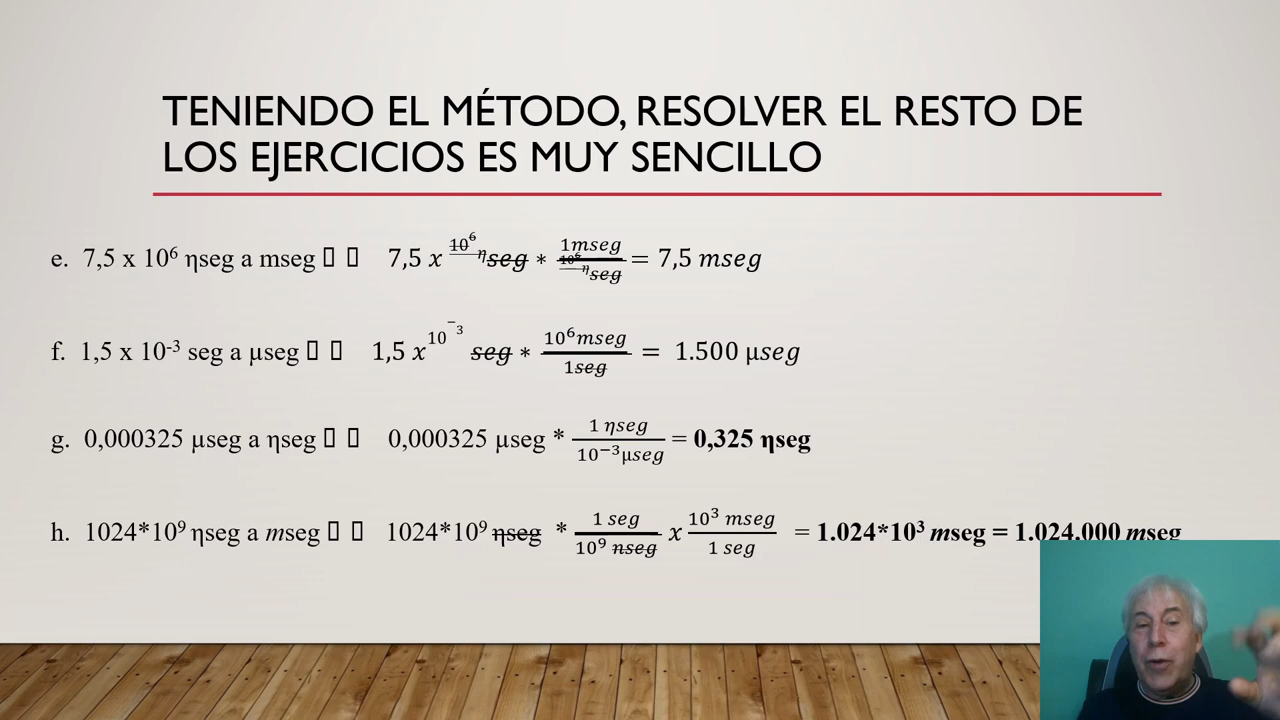 TENIENDO EL MÉTODO, RESOLVER EL RESTO DE
LOS EJERCICIOS ES MUY SENCILLO
e. 7,5 x 10⁶ ηseg a mseg 7,5 x 10⁶ ηseg * 1mseg / 10⁶ ηseg = 7,5 mseg
f. 1,5 x 10⁻³ seg a μseg 1,5 x 10⁻³ seg * 10⁶mseg / 1seg = 1.500 μseg
g. 0,000325 μseg a ηseg 0,000325 μseg * 1 ηseg / 10⁻³μseg = 0,325 ηseg
h. 1024*10⁹ ηseg a mseg 1024*10⁹ ηseg * 1 seg / 10⁹ nseg x 10³ mseg / 1 seg = 1.024*10³ mseg = 1.024.000 mseg